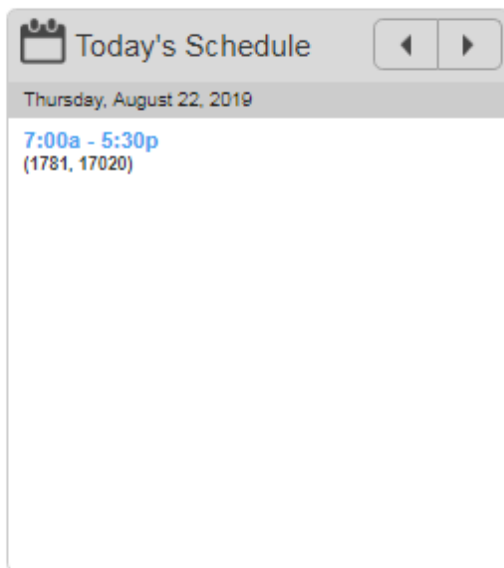 Today's Schedule
Thursday, August 22, 2019
7:00a - 5:30p
(1781, 17020)